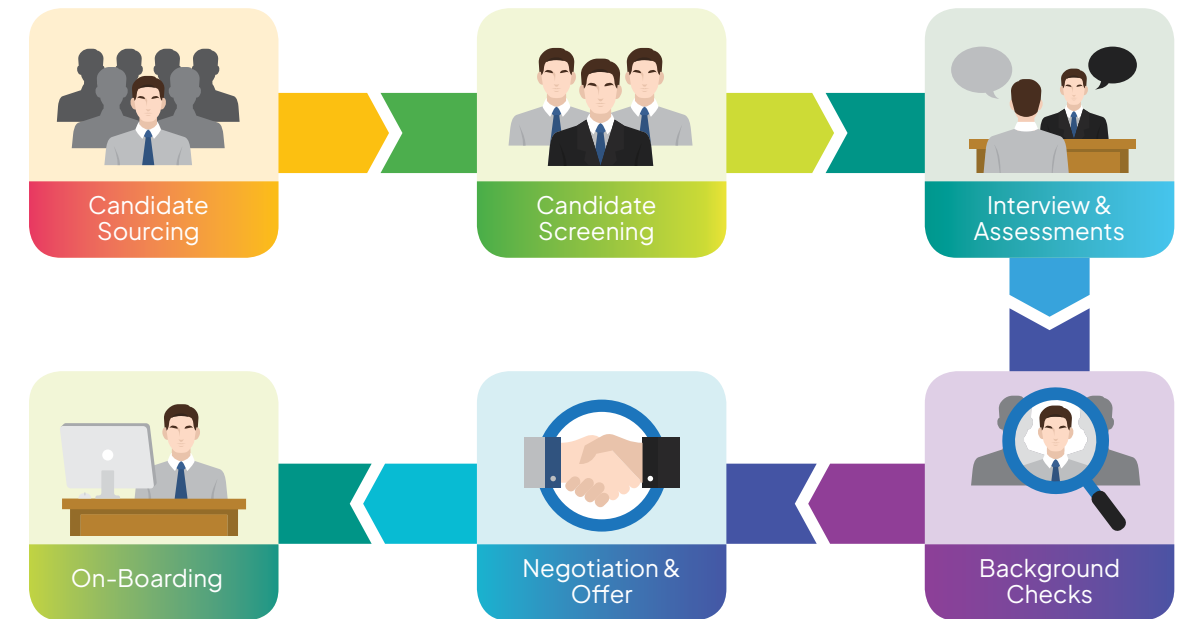 Candidate
Sourcing
Candidate
Screening
Interview &
Assessments
On-Boarding
Negotiation &
Offer
Background
Checks